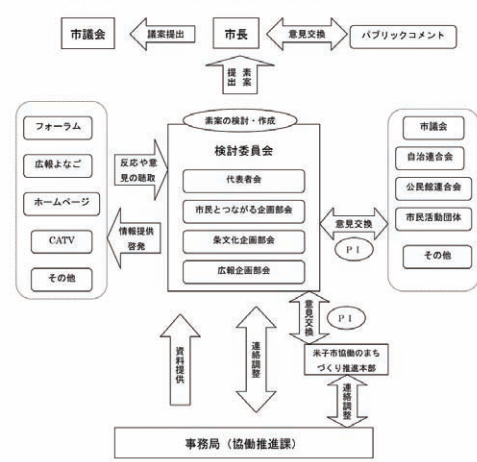 市議会
議案提出
市長
意見交換
パブリックコメント
提出
素案
素案の検討・作成
検討委員会
代表者会
市民とつながる企画部会
条文化企画部会
広報企画部会
フォーラム
広報よなご
ホームページ
CATV
その他
反応や意
見の聴取
情報提供
啓発
意見交換
PI
市議会
自治連合会
公民館連合会
市民活動団体
その他
意見交換
PI
米子市協働のまち
づくり推進本部
資料提供
連絡調整
連絡調整
事務局（協働推進課）